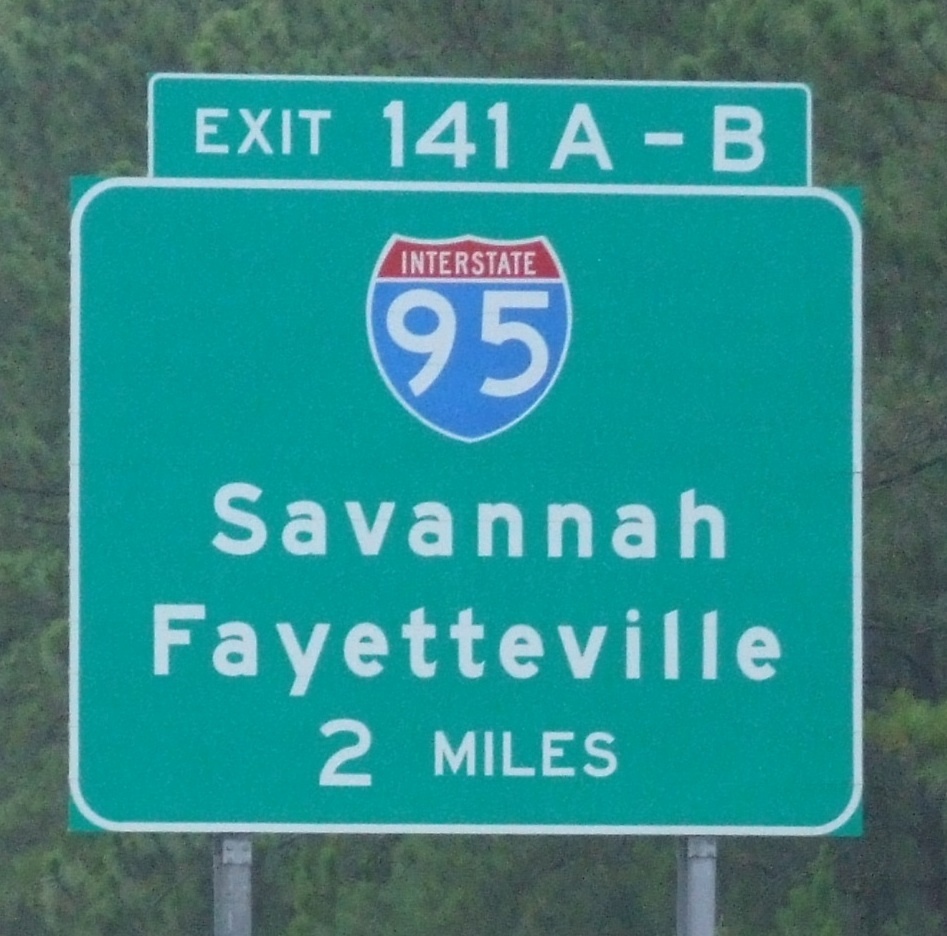 EXIT 141 A - B
INTERSTATE
95
Savannah
Fayetteville
2 MILES